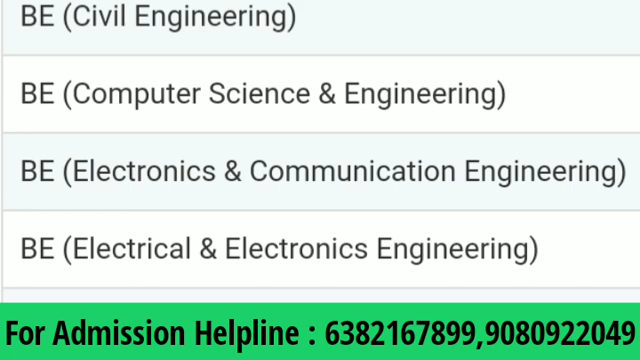 BE (Civil Engineering)
BE (Computer Science & Engineering)
BE (Electronics & Communication Engineering)
BE (Electrical & Electronics Engineering)
For Admission Helpline : 6382167899,9080922049